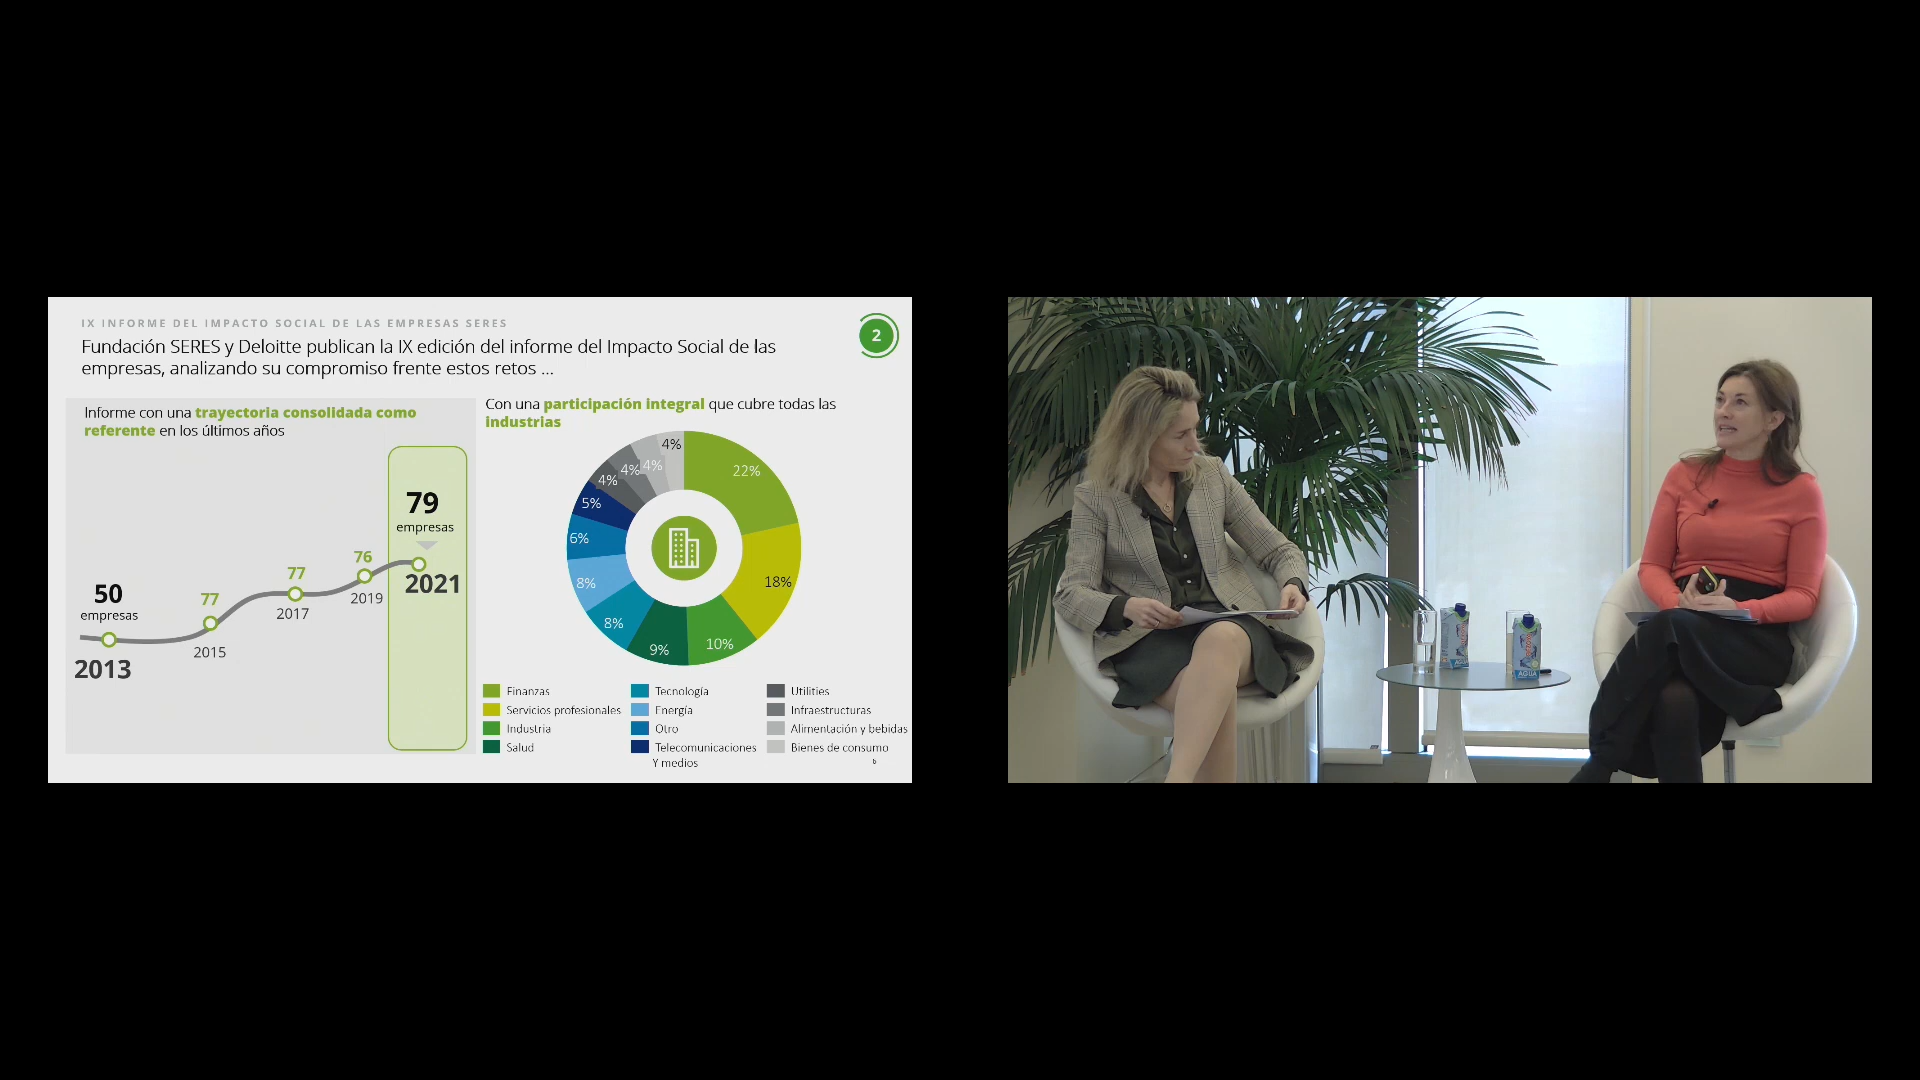 IX INFORME DEL IMPACTO SOCIAL DE LAS EMPRESAS SERES
2
Fundación SERES y Deloitte publican la IX edición del informe del Impacto Social de las
empresas, analizando su compromiso frente estos retos ...
Informe con una trayectoria consolidada como
referente en los últimos años
50
empresas
2013
77
2015
77
2017
76
2019
79
empresas
2021
Con una participación integral que cubre todas las
industrias
22%
18%
10%
9%
8%
8%
6%
5%
4%
4%
4%
4%
Finanzas
Servicios profesionales
Industria
Salud
Tecnología
Energía
Otro
Telecomunicaciones
Y medios
Utilities
Infraestructuras
Alimentación y bebidas
Bienes de consumo
AGUA
AGUA